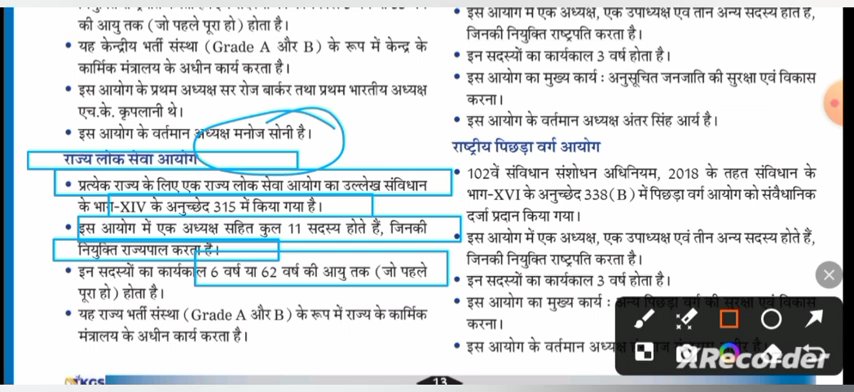 की आयु तक (जो पहले पूरा हो) होता है।
• यह केन्द्रीय भर्ती संस्था (Grade A और B) के रूप में केन्द्र के
कार्मिक मंत्रालय के अधीन कार्य करता है।
• इस आयोग के प्रथम अध्यक्ष सर रोज बार्कर तथा प्रथम भारतीय अध्यक्ष
एच.के. कृपलानी थे।
• इस आयोग के वर्तमान अध्यक्ष मनोज सोनी है।
राज्य लोक सेवा आयोग
• प्रत्येक राज्य के लिए एक राज्य लोक सेवा आयोग का उल्लेख संविधान
के भाग-XIV के अनुच्छेद 315 में किया गया है।
• इस आयोग में एक अध्यक्ष सहित कुल 11 सदस्य होते हैं, जिनकी
नियुक्ति राज्यपाल करता है।
• इन सदस्यों का कार्यकाल 6 वर्ष या 62 वर्ष की आयु तक (जो पहले
पूरा हो) होता है।
• यह राज्य भर्ती संस्था (Grade A और B) के रूप में राज्य के कार्मिक
मंत्रालय के अधीन कार्य करता है।
• इस आयोग में एक अध्यक्ष, एक उपाध्यक्ष एवं तीन अन्य सदस्य होते हैं,
जिनकी नियुक्ति राष्ट्रपति करता है।
• इन सदस्यों का कार्यकाल 3 वर्ष होता है।
• इस आयोग का मुख्य कार्य : अनुसूचित जनजाति की सुरक्षा एवं विकास
करना।
• इस आयोग के वर्तमान अध्यक्ष अंतर सिंह आर्य है।
राष्ट्रीय पिछड़ा वर्ग आयोग
• 102वें संविधान संशोधन अधिनियम, 2018 के तहत संविधान के
भाग-XVI के अनुच्छेद 338(B) में पिछड़ा वर्ग आयोग को संवैधानिक
दर्जा प्रदान किया गया।
• इस आयोग में एक अध्यक्ष, एक उपाध्यक्ष एवं तीन अन्य सदस्य होते हैं,
जिनकी नियुक्ति राष्ट्रपति करता है।
• इन सदस्यों का कार्यकाल 3 वर्ष होता है।
• इस आयोग का मुख्य कार्य : अन्य पिछड़ा वर्ग की सुरक्षा एवं विकास
करना।
• इस आयोग के वर्तमान अध्यक्ष
KGS
13
XRecorder